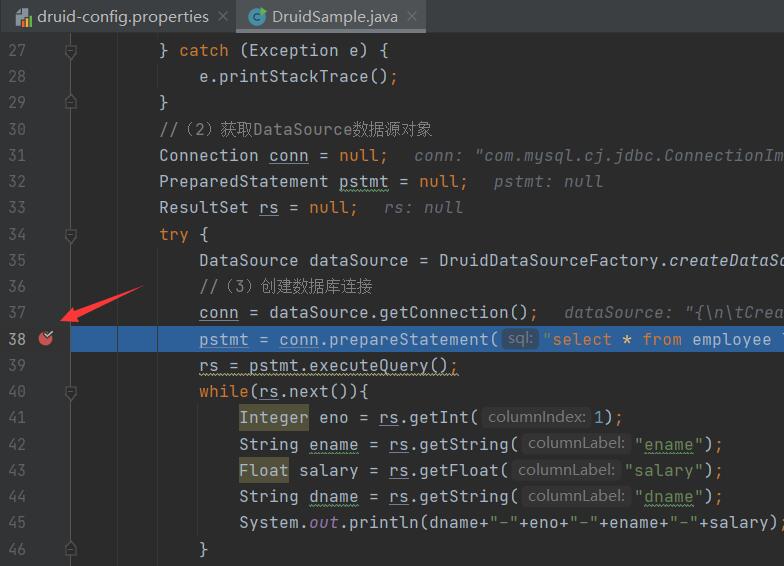 druid-config.properties × DruidSample.java ×
27 } catch (Exception e) {
28 e.printStackTrace();
29 }
30 //（2）获取DataSource数据源对象
31 Connection conn = null; conn: "com.mysql.cj.jdbc.ConnectionIm
32 PreparedStatement pstmt = null; pstmt: null
33 ResultSet rs = null; rs: null
34 try {
35 DataSource dataSource = DruidDataSourceFactory.createDataSo
36 //（3）创建数据库连接
37 conn = dataSource.getConnection(); dataSource: "{\n\tCrea
38 pstmt = conn.prepareStatement( sql: "select * from employee l
39 rs = pstmt.executeQuery();
40 while(rs.next()){
41 Integer eno = rs.getInt( columnIndex: 1);
42 String ename = rs.getString( columnLabel: "ename");
43 Float salary = rs.getFloat( columnLabel: "salary");
44 String dname = rs.getString( columnLabel: "dname");
45 System.out.println(dname+"-"+eno+"-"+ename+"-"+salary);
46 }